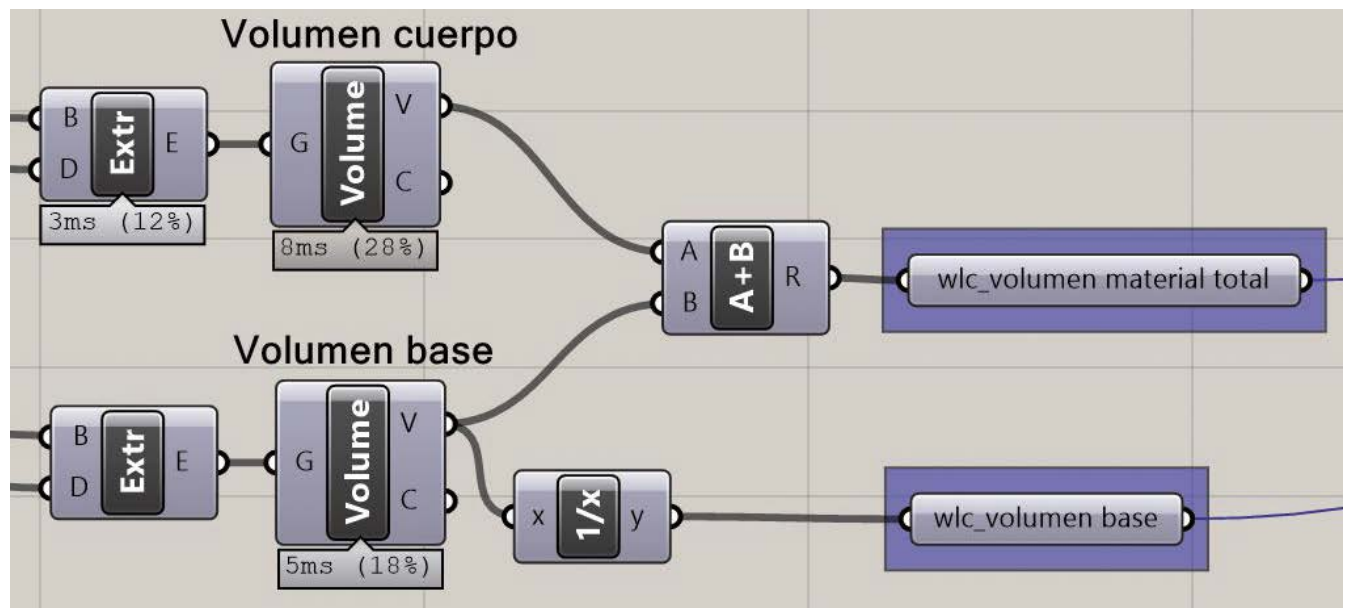 Volumen cuerpo
B
D
Extr
E
3ms (12%)
G
Volume
V
C
8ms (28%)
A
B
A+B
R
wlc_volumen material total
Volumen base
B
D
Extr
E
G
Volume
V
C
5ms (18%)
x
1/x
y
wlc_volumen base